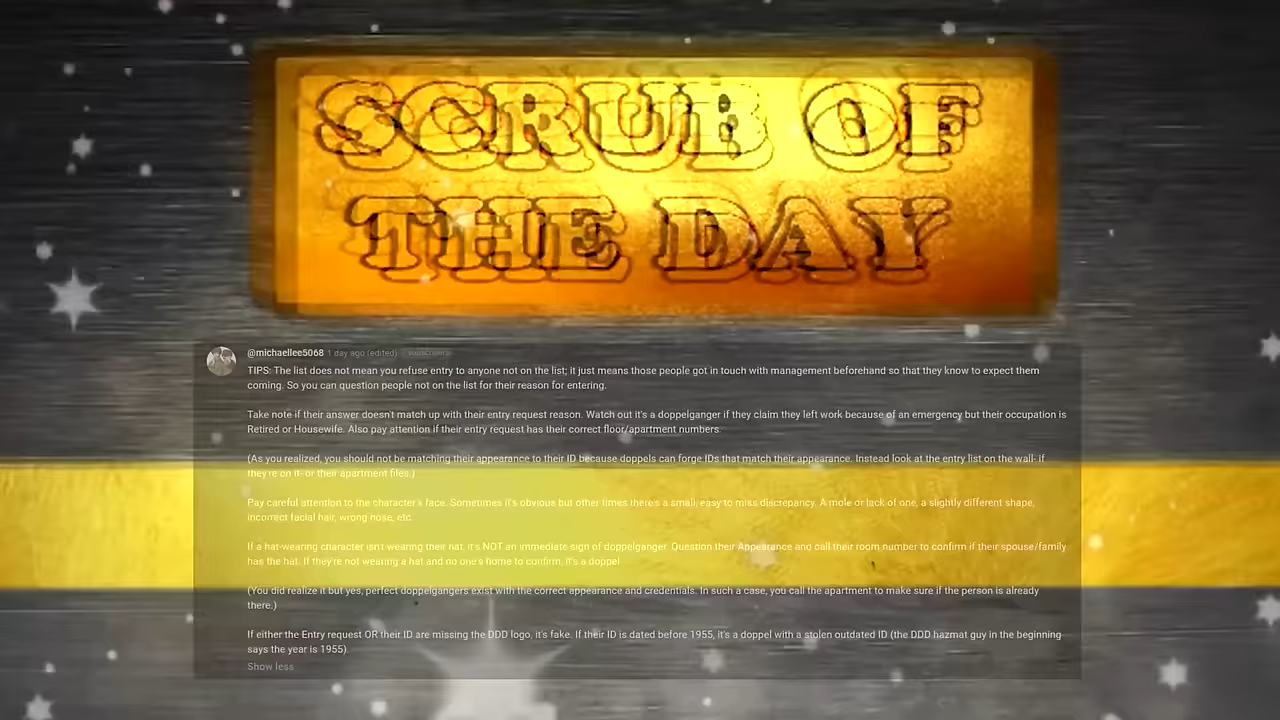 SCRUB OF
THE DAY
@michaellee5068 1 day ago (edited)
TIPS: The list does not mean you refuse entry to anyone not on the list; it just means those people got in touch with management beforehand so that they know to expect them
coming. So you can question people not on the list for their reason for entering.
Take note if their answer doesn't match up with their entry request reason. Watch out it's a doppelganger if they claim they left work because of an emergency but their occupation is
Retired or Housewife. Also pay attention if their entry request has their correct floor/apartment numbers.
(As you realized, you should not be matching their appearance to their ID because doppels can forge IDs that match their appearance. Instead look at the entry list on the wall- if
they're on it- or their apartment files.)
Pay careful attention to the character's face. Sometimes it's obvious but other times there's a small, easy to miss discrepancy. A mole or lack of one, a slightly different shape,
incorrect facial hair, wrong nose, etc.
If a hat-wearing character isn't wearing their hat, it's NOT an immediate sign of doppelganger. Question their Appearance and call their room number to confirm if their spouse/family
has the hat. If they're not wearing a hat and no one's home to confirm, it's a doppel
(You did realize it but yes, perfect doppelgangers exist with the correct appearance and credentials. In such a case, you call the apartment to make sure if the person is already
there.)
If either the Entry request OR their ID are missing the DDD logo, it's fake. If their ID is dated before 1955, it's a doppel with a stolen outdated ID (the DDD hazmat guy in the beginning
says the year is 1955).
Show less